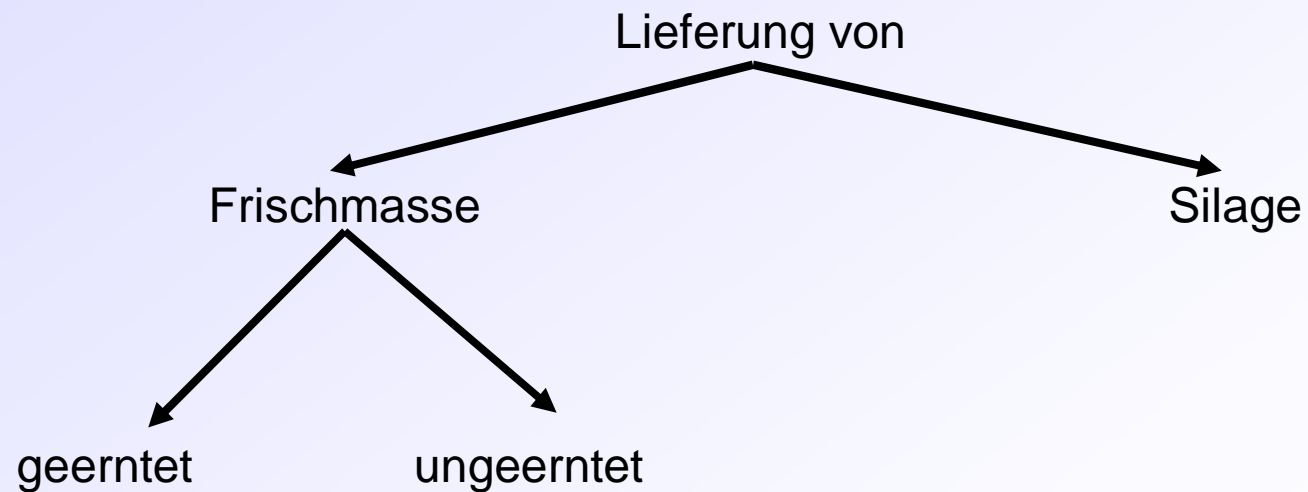 Lieferung von
Frischmasse
Silage
geerntet
ungeerntet